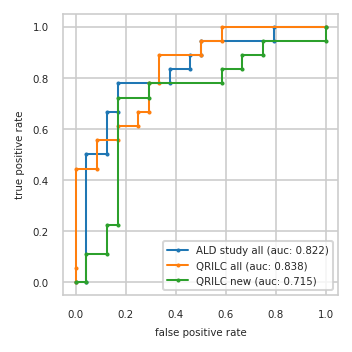 true positive rate
1.0
0.8
0.6
0.4
0.2
0.0
ALD study all (auc: 0.822)
QRILC all (auc: 0.838)
QRILC new (auc: 0.715)
0.0 0.2 0.4 0.6 0.8 1.0
false positive rate